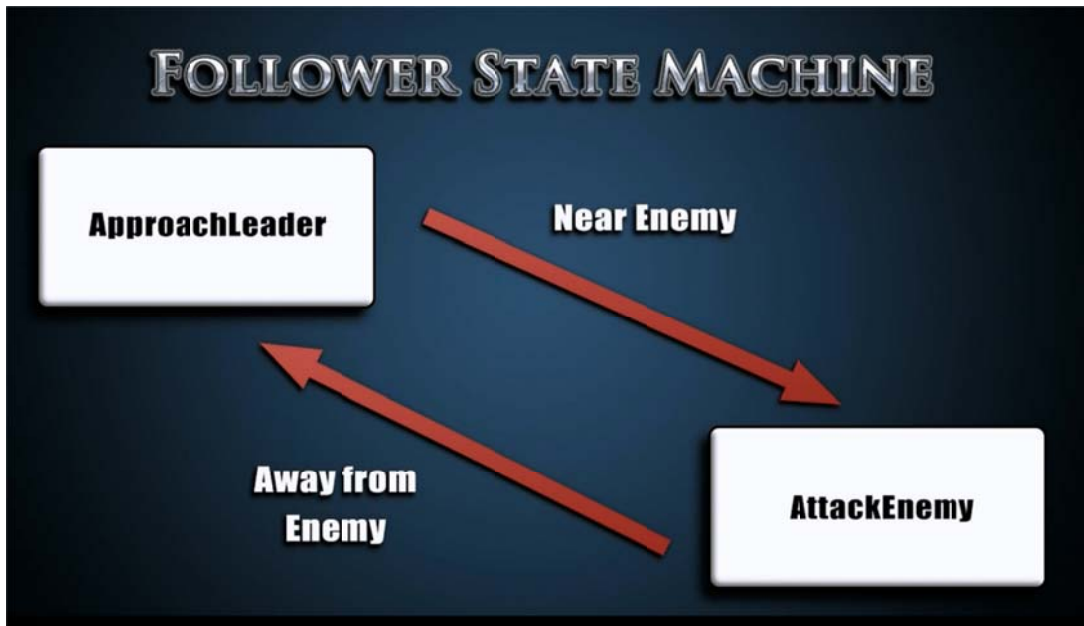 FOLLOWER STATE MACHINE
ApproachLeader
Near Enemy
Away from
Enemy
AttackEnemy